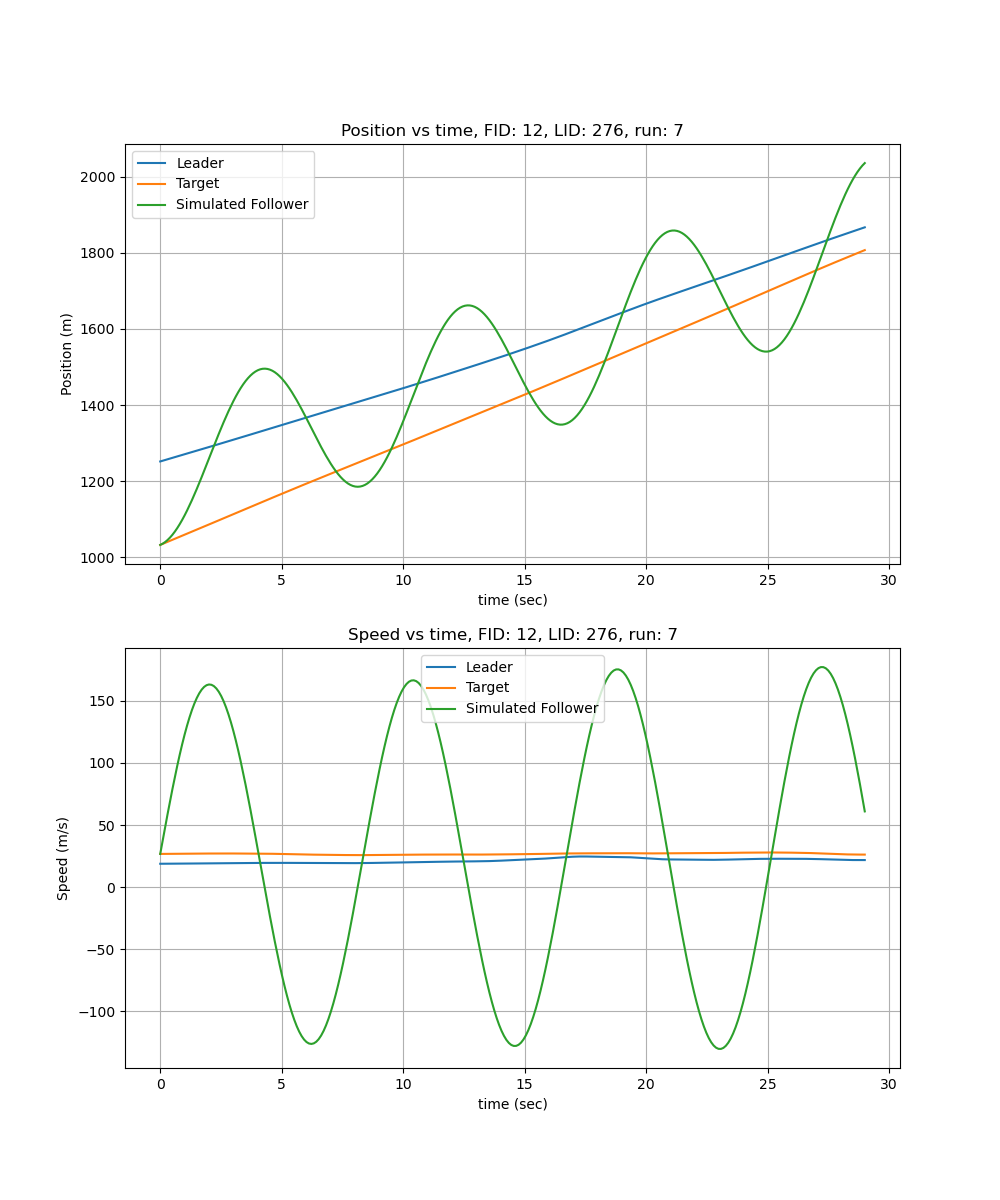 Position vs time, FID: 12, LID: 276, run: 7
Leader
Target
Simulated Follower
2000
1800
1600
1400
1200
1000
Position (m)
0 5 10 15 20 25 30
time (sec)
Speed vs time, FID: 12, LID: 276, run: 7
Leader
Target
Simulated Follower
150
100
50
0
−50
−100
Speed (m/s)
0 5 10 15 20 25 30
time (sec)